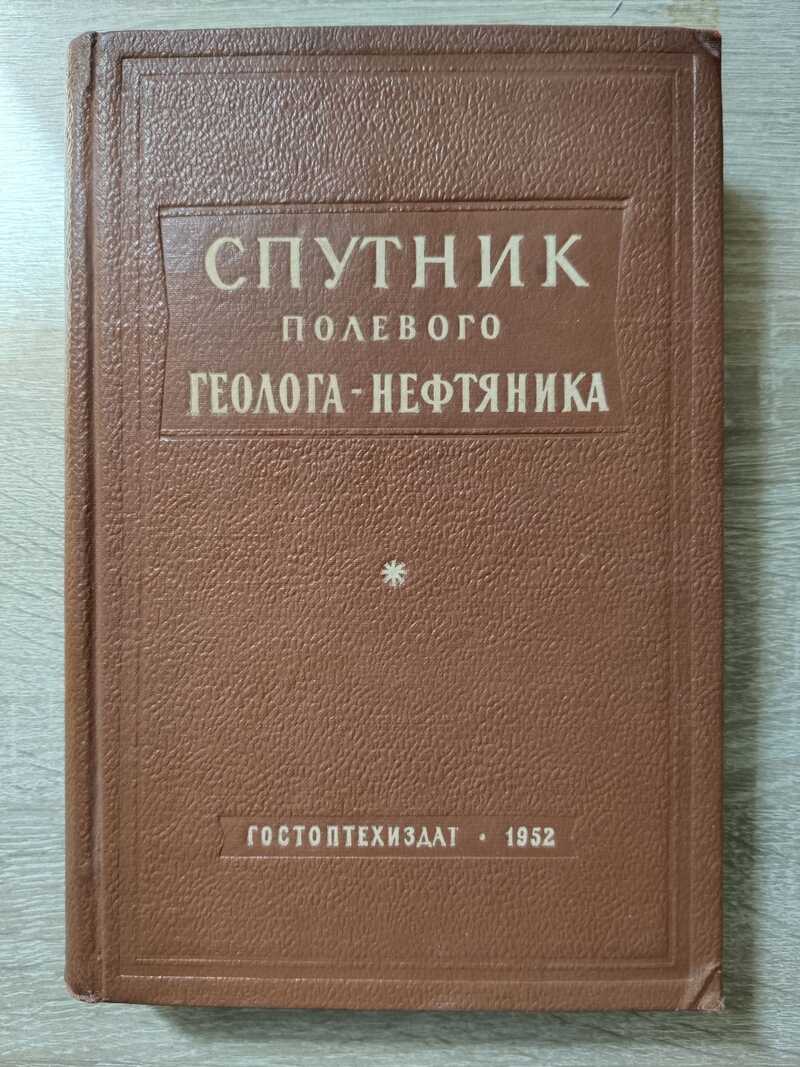 СПУТНИК
ПОЛЕВОГО
ГЕОЛОГА-НЕФТЯНИКА
*
ГОСТОПТЕХИЗДАТ · 1952